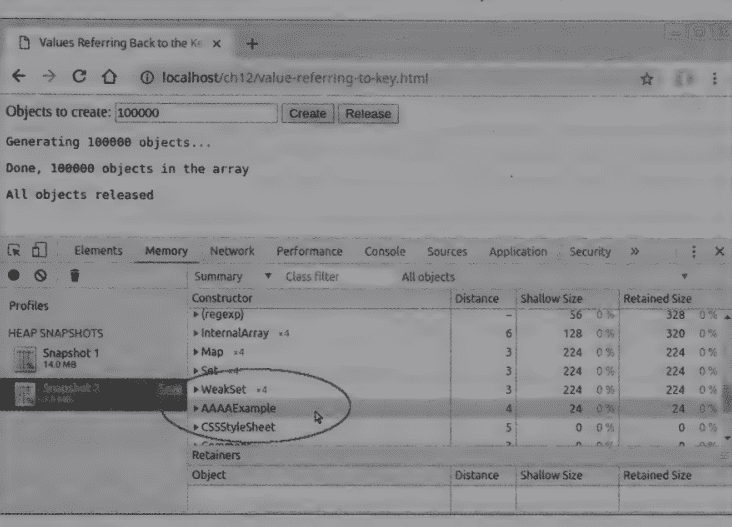 Values Referring Back to the Ke
localhost/ch12/value-referring-to-key.html
Objects to create: 100000 Create Release
Generating 100000 objects...
Done, 100000 objects in the array
All objects released
Elements Memory Network Performance Console Sources Application Security »
Summary Class filter All objects
Profiles
Constructor Distance Shallow Size Retained Size
(regexp) – 56 0 % 328 0 %
HEAP SNAPSHOTS
InternalArray ×4 6 128 0 % 320 0 %
Snapshot 1
14.0 MB
Map ×4 3 224 0 % 224 0 %
Set ×4 3 224 0 % 224 0 %
Snapshot 2
WeakSet ×4 3 224 0 % 224 0 %
AAAAExample 4 24 0 % 24 0 %
CSSStyleSheet 5 0 0 % 0 0 %
Retainers
Object Distance Shallow Size Retained Size